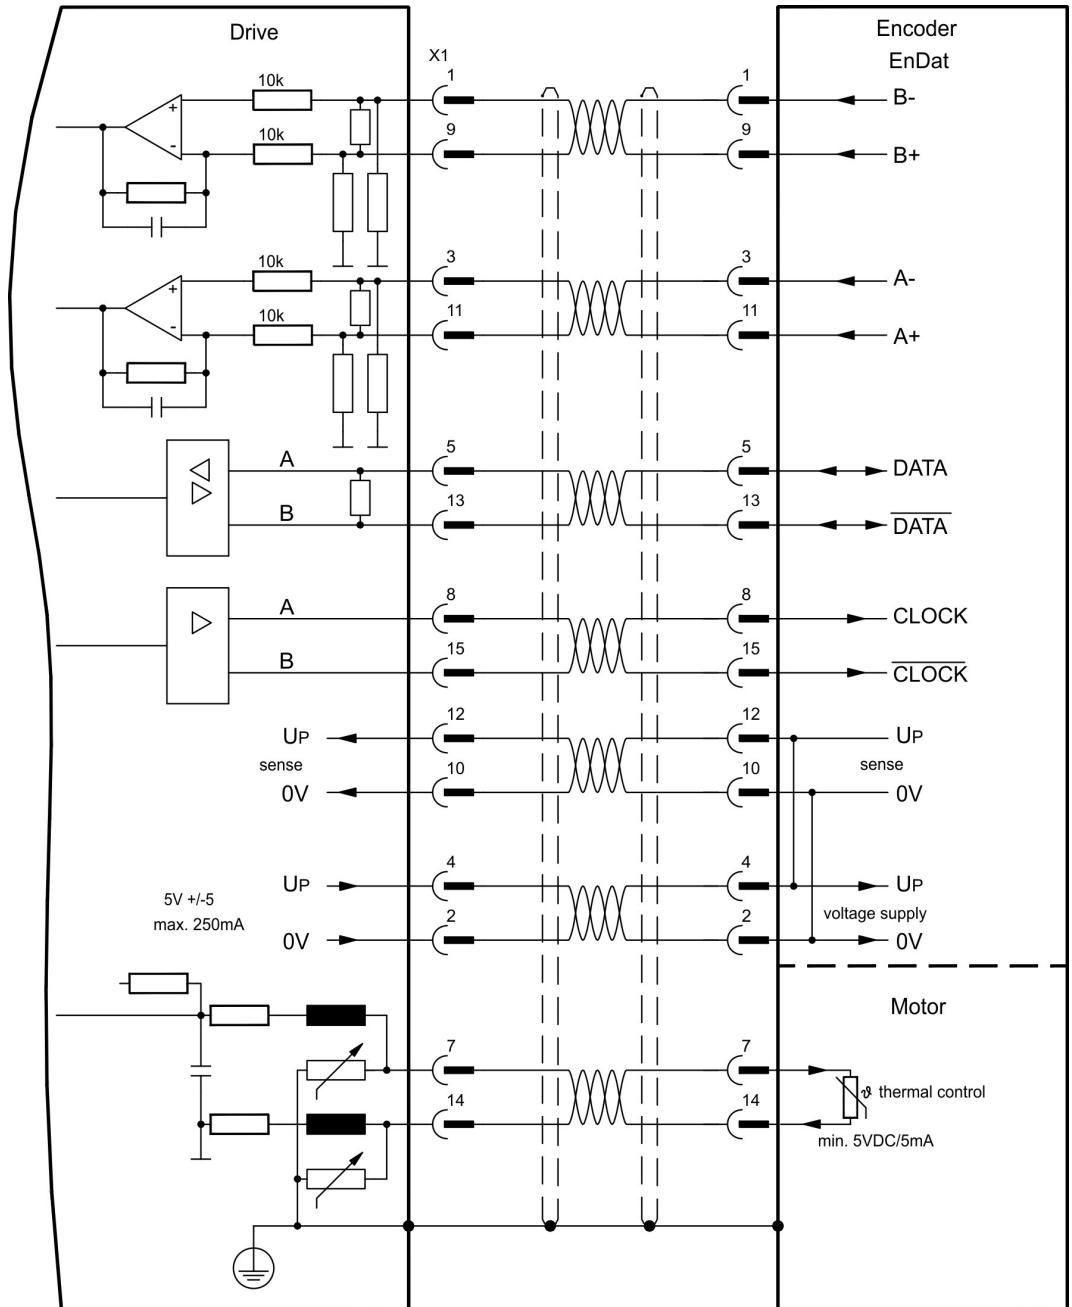 Drive
Encoder
EnDat
X1
10k
1
1
B-
10k
9
9
B+
+
-
10k
3
3
A-
10k
11
11
A+
+
-
A
5
5
DATA
B
13
13
DATA
A
8
8
CLOCK
B
15
15
CLOCK
UP
12
12
UP
sense
sense
0V
10
10
0V
UP
4
4
UP
5V +/-5
max. 250mA
voltage supply
0V
2
2
0V
Motor
7
7
ϑ thermal control
14
14
min. 5VDC/5mA